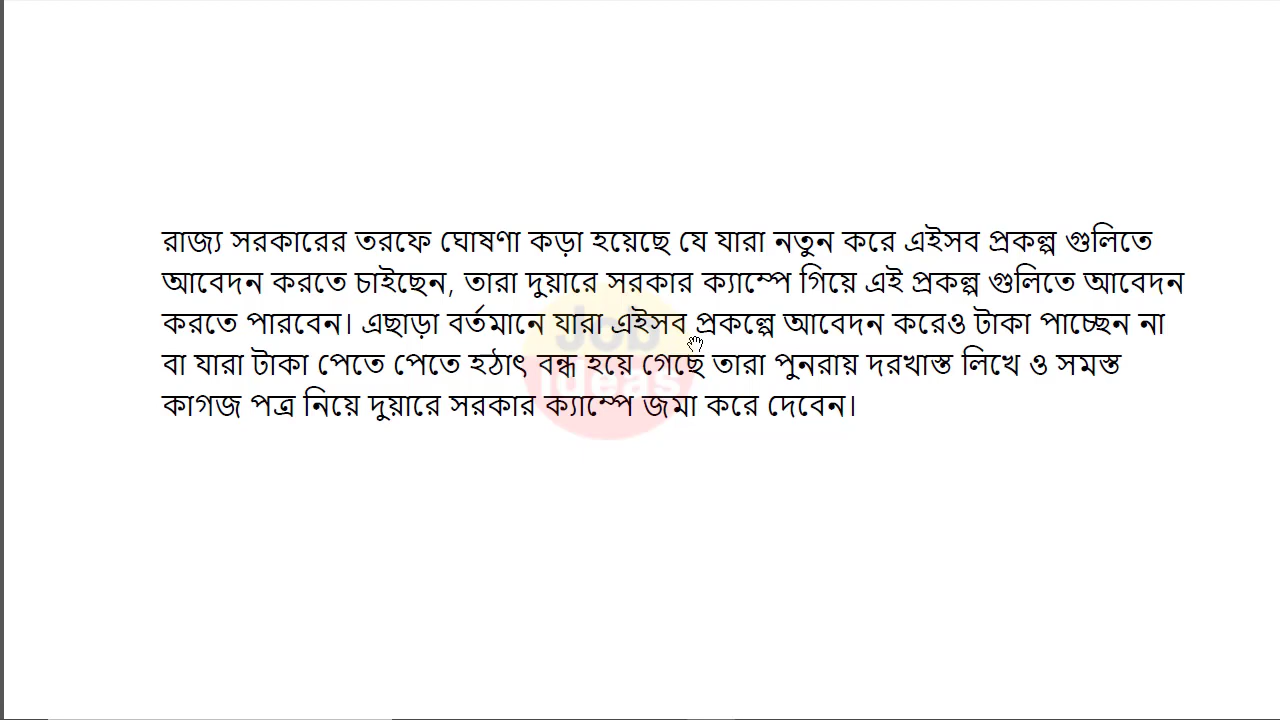 রাজ্য সরকারের তরফে ঘোষণা কড়া হয়েছে যে যারা নতুন করে এইসব প্রকল্প গুলিতে
আবেদন করতে চাইছেন, তারা দুয়ারে সরকার ক্যাম্পে গিয়ে এই প্রকল্প গুলিতে আবেদন
করতে পারবেন। এছাড়া বর্তমানে যারা এইসব প্রকল্পে আবেদন করেও টাকা পাচ্ছেন না
বা যারা টাকা পেতে পেতে হঠাৎ বন্ধ হয়ে গেছে তারা পুনরায় দরখাস্ত লিখে ও সমস্ত
কাগজ পত্র নিয়ে দুয়ারে সরকার ক্যাম্পে জমা করে দেবেন।
Job
Ideas